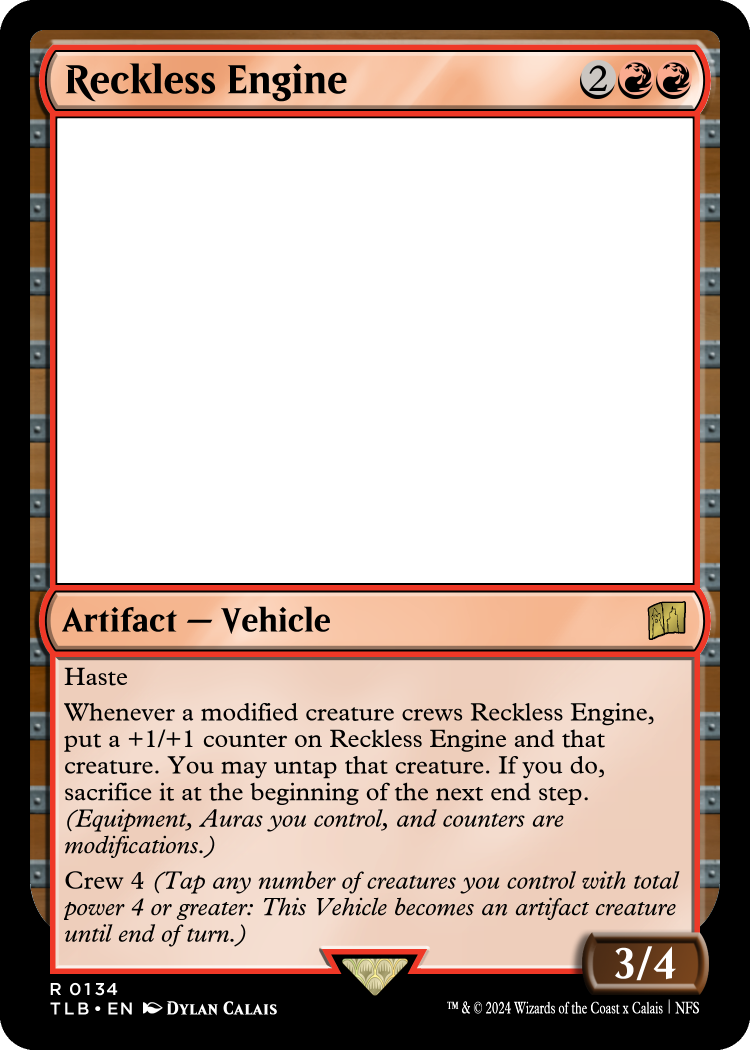 Reckless Engine 2
Artifact — Vehicle
Haste
Whenever a modified creature crews Reckless Engine,
put a +1/+1 counter on Reckless Engine and that
creature. You may untap that creature. If you do,
sacrifice it at the beginning of the next end step.
(Equipment, Auras you control, and counters are
modifications.)
Crew 4 (Tap any number of creatures you control with total
power 4 or greater: This Vehicle becomes an artifact creature
until end of turn.)
3/4
R 0134
TLB • EN Dylan Calais
™ & © 2024 Wizards of the Coast x Calais | NFS